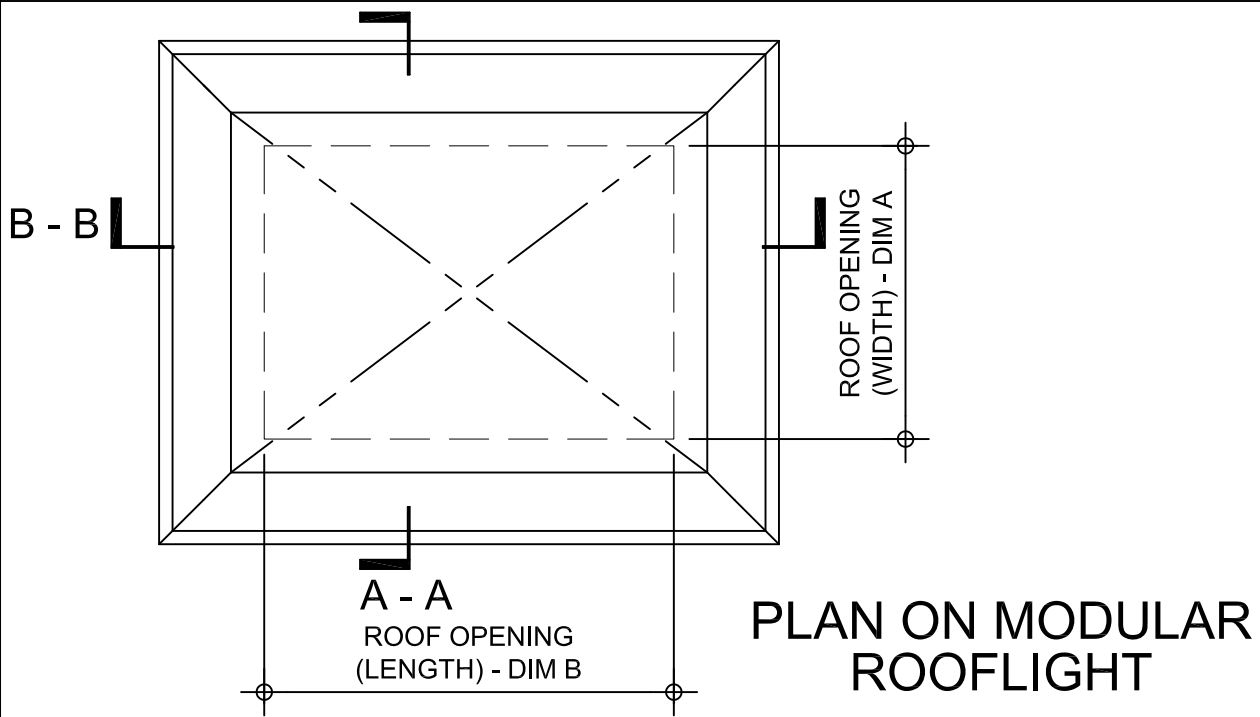 B - B
ROOF OPENING
(WIDTH) - DIM A
A - A
ROOF OPENING
(LENGTH) - DIM B
PLAN ON MODULAR
ROOFLIGHT